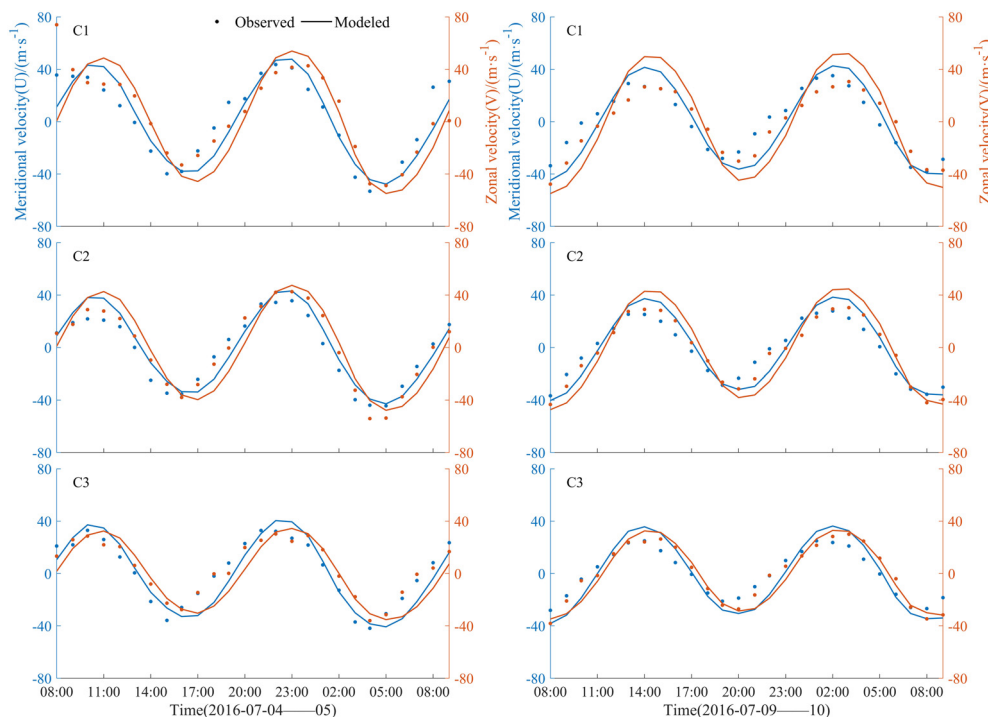 Observed Modeled
C1
C1
80 80 80 80
40 40 40 40
0 0 0 0
-40 -40 -40 -40
-80 -80 -80 -80
Meridional velocity(U)/(m·s-1)
Zonal velocity(V)/(m·s-1)
Meridional velocity(U)/(m·s-1)
Zonal velocity(V)/(m·s-1)
C2
C2
80 80 80 80
40 40 40 40
0 0 0 0
-40 -40 -40 -40
-80 -80 -80 -80
C3
C3
80 80 80 80
40 40 40 40
0 0 0 0
-40 -40 -40 -40
-80 -80 -80 -80
08:00 11:00 14:00 17:00 20:00 23:00 02:00 05:00 08:00
Time(2016-07-04——05)
08:00 11:00 14:00 17:00 20:00 23:00 02:00 05:00 08:00
Time(2016-07-09——10)